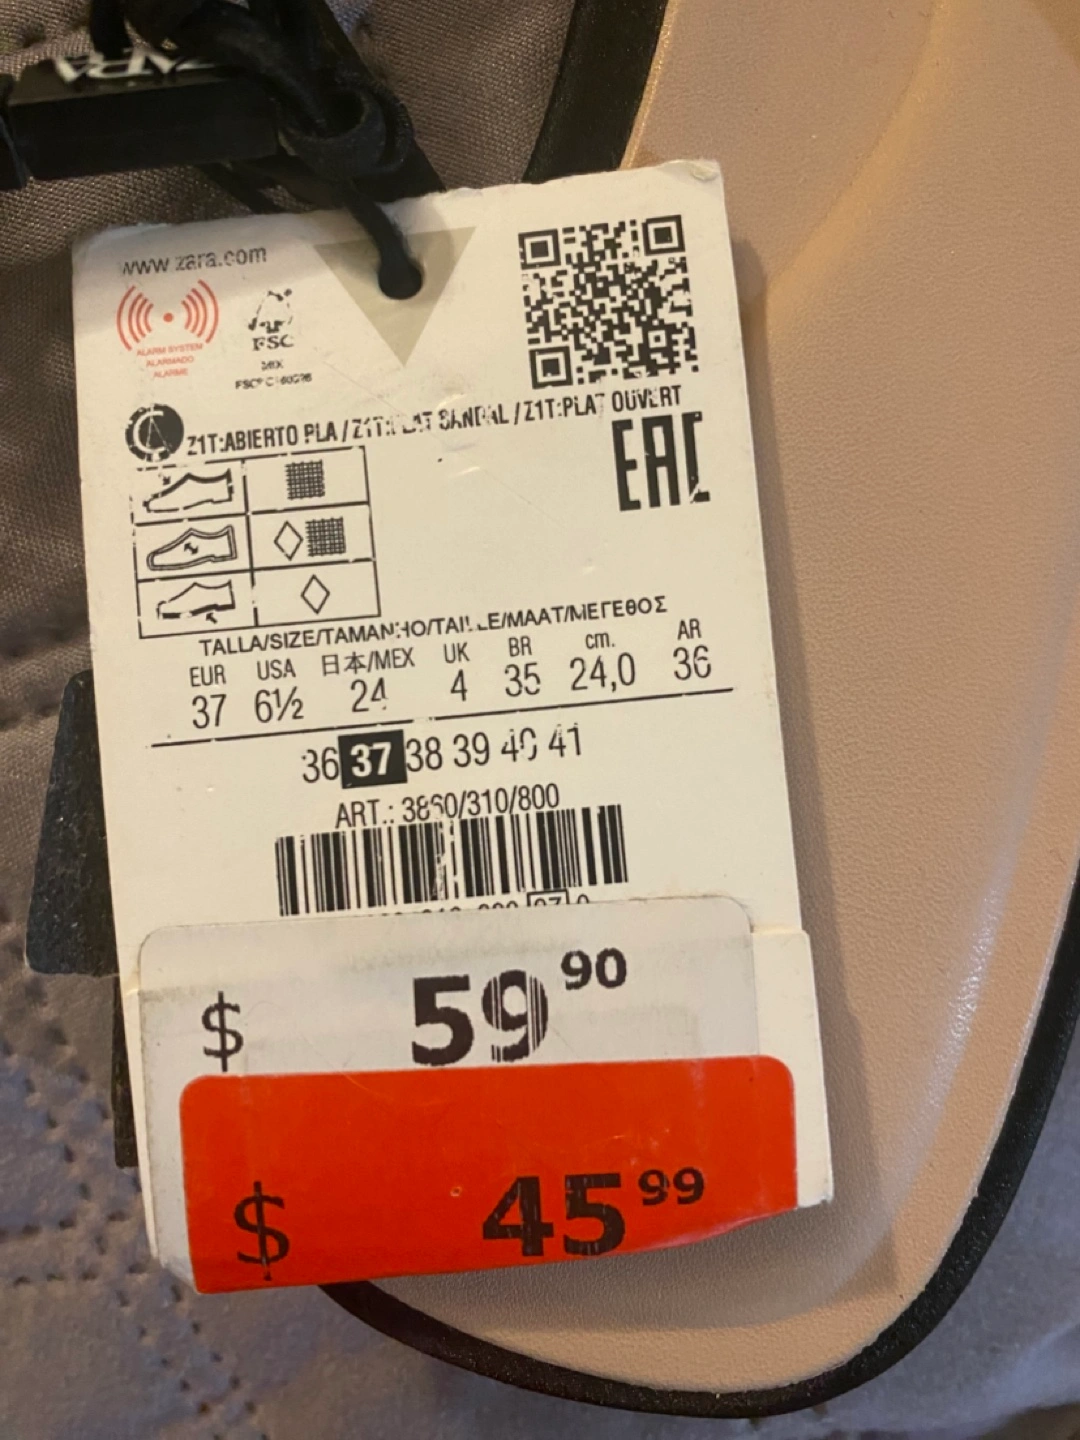 ZARA
www.zara.com
ALARM SYSTEM
ALARMADO
ALARME
FSC
MIX
Z1T:ABIERTO PLA / Z1T:FLAT SANDAL / Z1T:PLAT OUVERT
EAC
TALLA/SIZE/TAMANHO/TAILLE/MAAT/ΜΕΓΕΘΟΣ
EUR USA 日本/MEX UK BR cm. AR
37 6½ 24 4 35 24,0 36
36 37 38 39 40 41
ART.: 3860/310/800
$ 59 90
$ 45 99